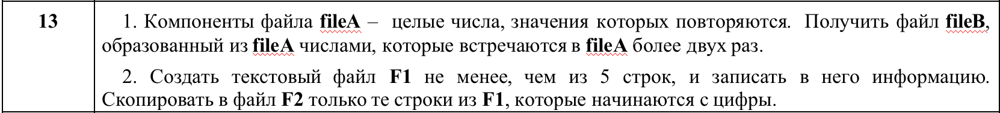 13
1. Компоненты файла fileA – целые числа, значения которых повторяются. Получить файл fileB,
образованный из fileA числами, которые встречаются в fileA более двух раз.
2. Создать текстовый файл F1 не менее, чем из 5 строк, и записать в него информацию.
Скопировать в файл F2 только те строки из F1, которые начинаются с цифры.